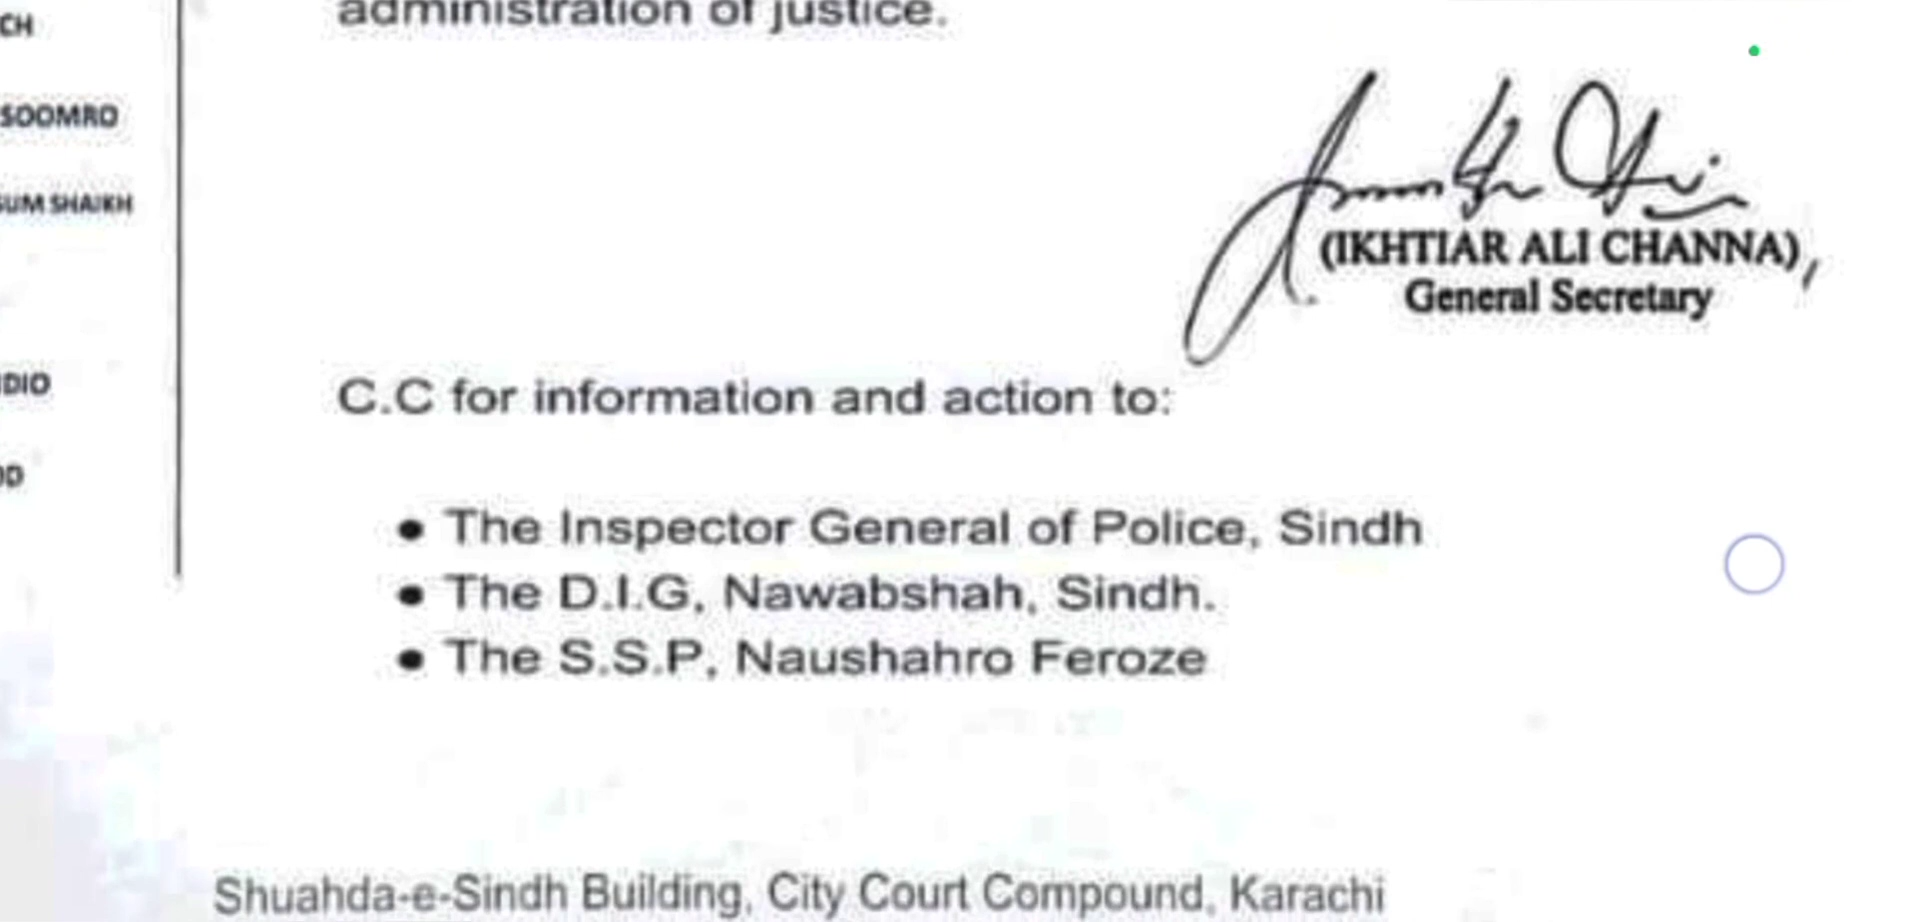 administration of justice.
CH
SOOMRO
SUM SHAIKH
DIO
OD
(IKHTIAR ALI CHANNA),
General Secretary
C.C for information and action to:
• The Inspector General of Police, Sindh
• The D.I.G, Nawabshah, Sindh.
• The S.S.P, Naushahro Feroze
Shuahda-e-Sindh Building, City Court Compound, Karachi